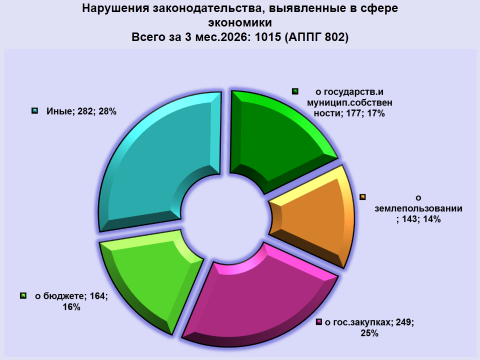 Нарушения законодательства, выявленные в сфере
экономики
Всего за 3 мес.2026: 1015 (АППГ 802)
о государств.и
муницип.собствен
ности; 177; 17%
Иные; 282; 28%
о
землепользовании
; 143; 14%
о бюджете; 164;
16%
о гос.закупках; 249;
25%